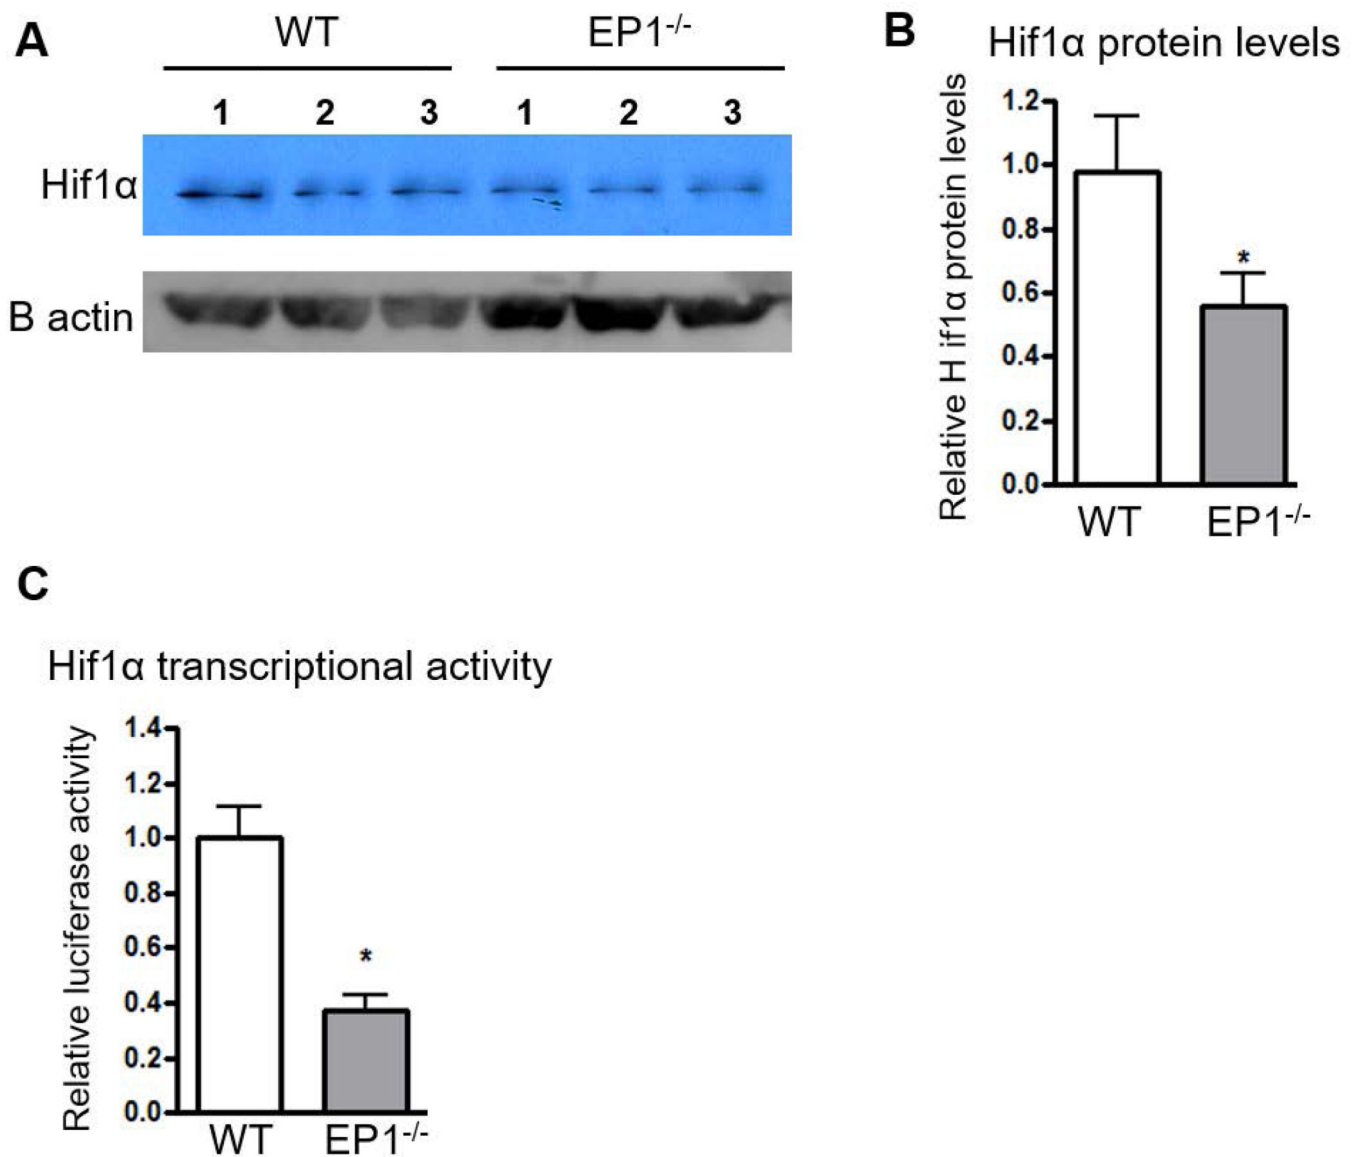 A
WT
EP1-/-
1 2 3 1 2 3
Hif1α
B actin
B
Hif1α protein levels
Relative H if1α protein levels
1.2
1.0
0.8
0.6
0.4
0.2
0.0
*
WT
EP1-/-
C
Hif1α transcriptional activity
Relative luciferase activity
1.4
1.2
1.0
0.8
0.6
0.4
0.2
0.0
*
WT
EP1-/-